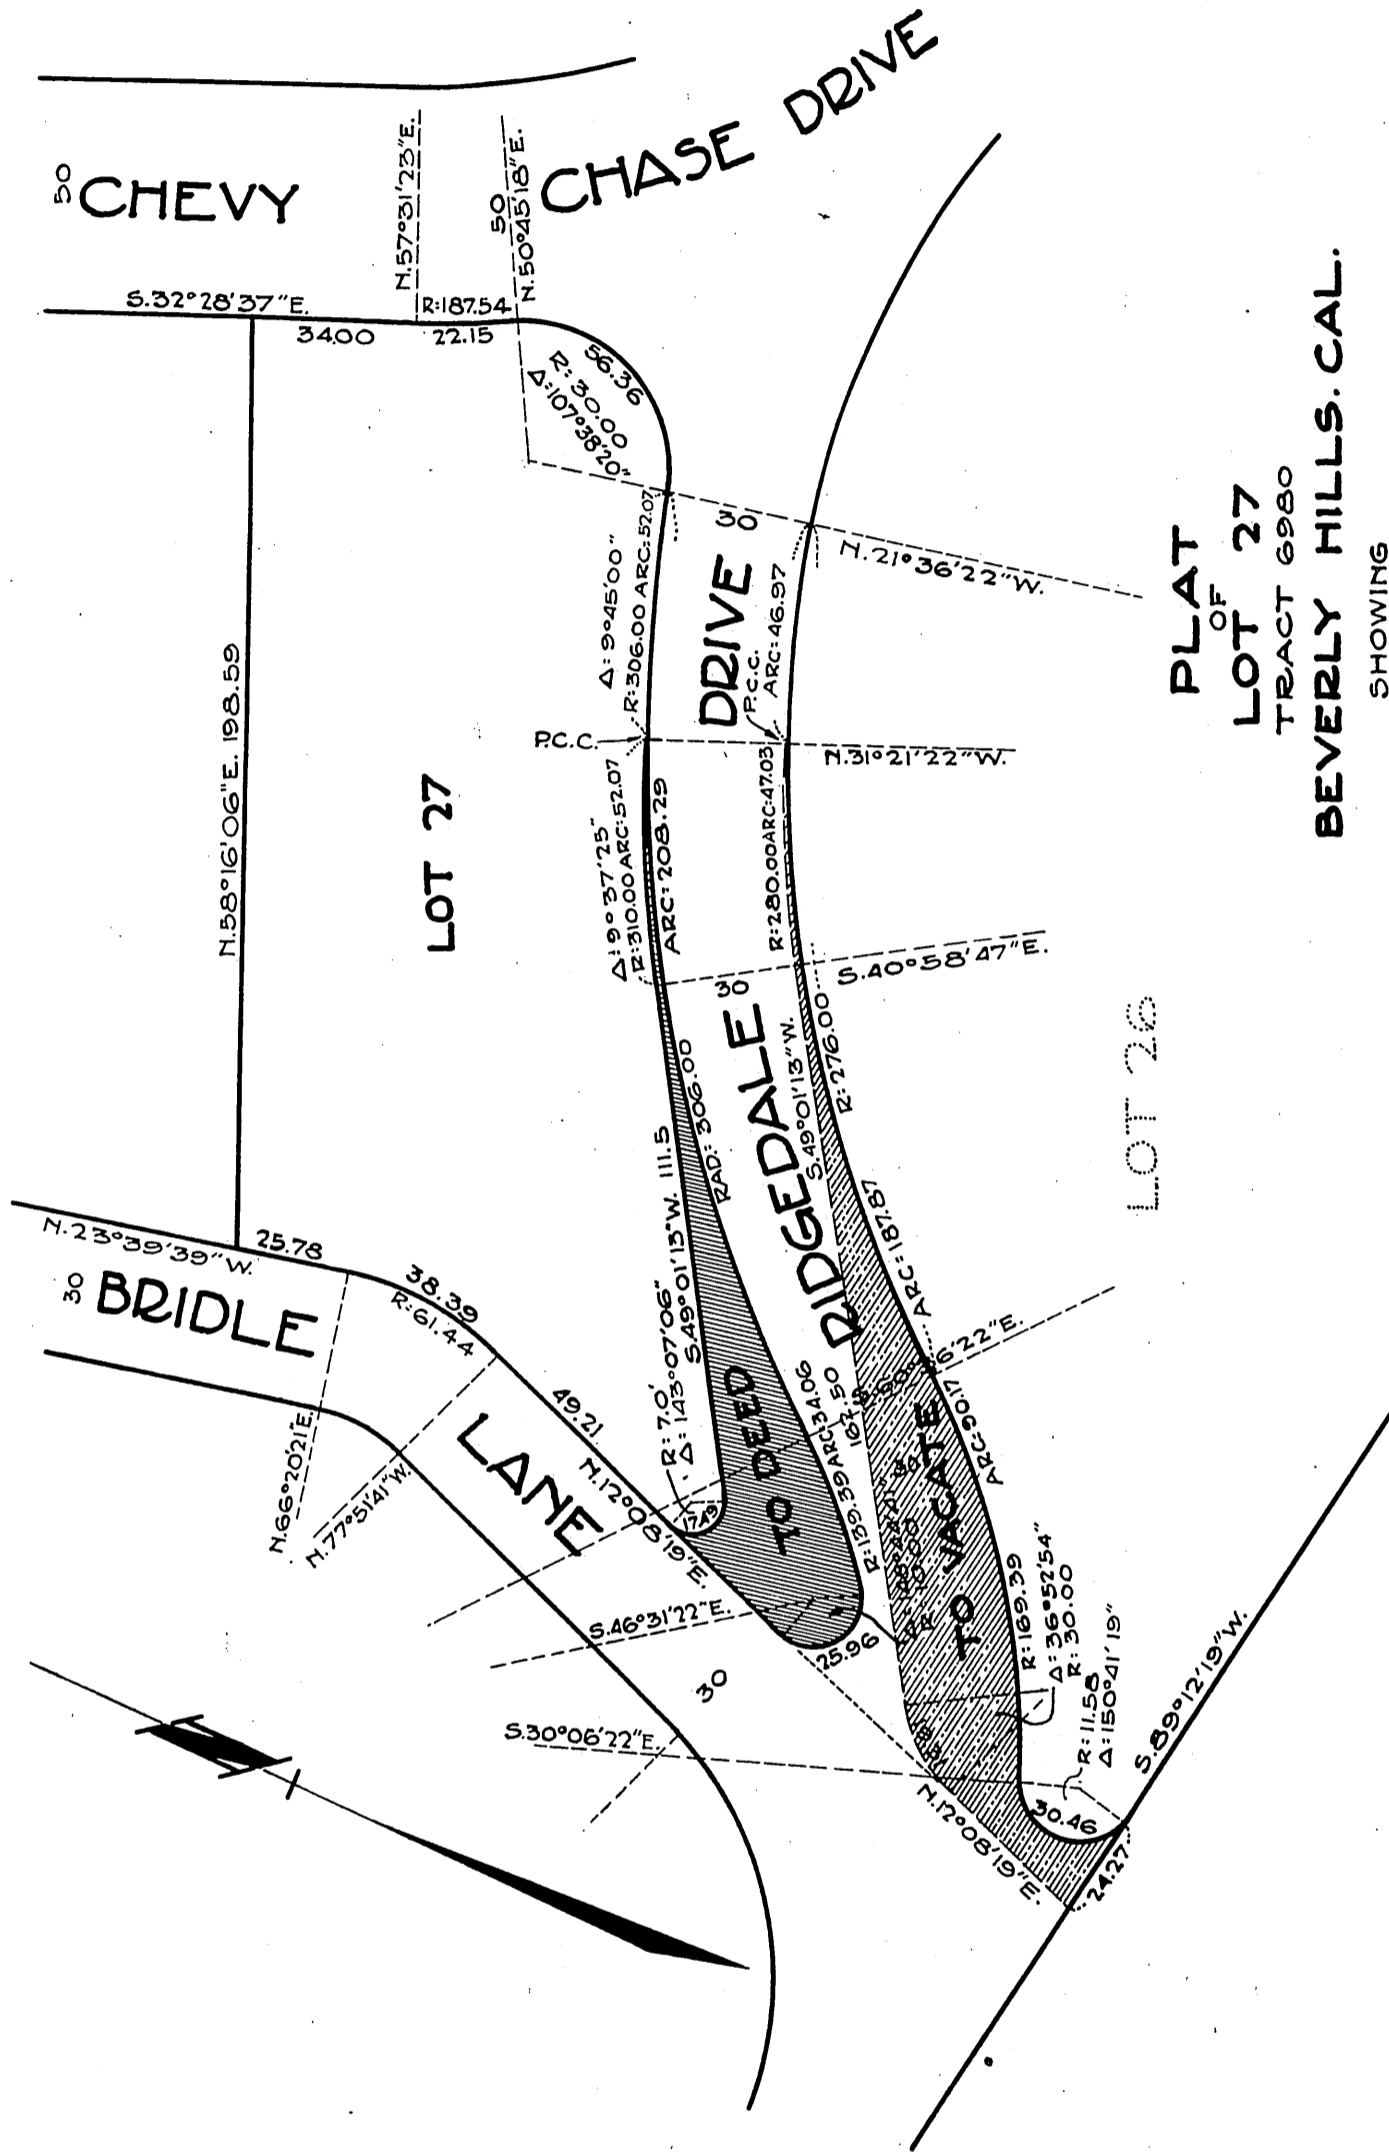 CHEVY
50
CHASE DRIVE
50
N.57°31'23"E.
N.50°45'18"E.
S.32°28'37"E.
34.00
R:187.54
22.15
56.36
R:30.00
Δ:107°38'20"
N.58°16'06"E. 198.59
LOT 27
Δ:9°45'00"
R:306.00 ARC:52.07
P.C.C.
Δ:9°37'25"
R:310.00 ARC:52.07
ARC:208.29
DRIVE
30
P.C.C.
ARC:46.97
N.21°36'22"W.
N.31°21'22"W.
R:280.00 ARC:47.03
S.40°58'47"E.
30
RIDGEDALE
S.49°01'13"W.
R:276.00
RAD.:306.00
S.49°01'13"W. 111.5
ARC:187.87
LOT 26
N.23°39'39"W.
25.78
30
BRIDLE
38.39
R:61.44
49.21
LANE
N.12°08'19"E.
N.66°20'21"E.
N.77°51'41"W.
R:7.0'
Δ:143°07'06"
17.49
TO DEED
R:139.39 ARC:34.06
167.50
6'22"E.
ARC:90.17
TO VACATE
R:10.00
R:169.39
Δ:36°52'54"
R:30.00
R:11.58
Δ:150°41'19"
S.46°31'22"E.
25.96
30
S.30°06'22"E.
N.12°08'19"E.
30.46
24.27
S.89°12'19"W.
PLAT
OF
LOT 27
TRACT 6980
BEVERLY HILLS. CAL.
SHOWING